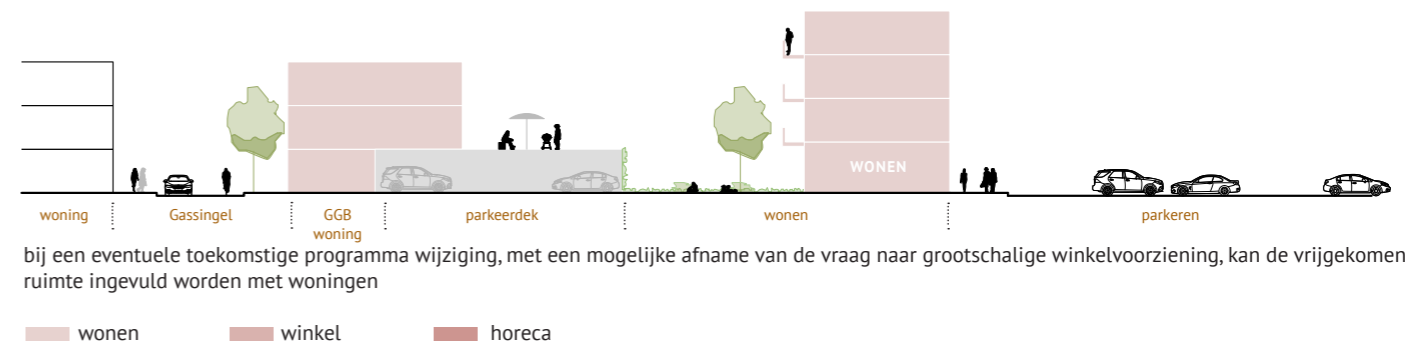 WONEN
woning Gassingel GGB parkeerdek wonen parkeren
woning
bij een eventuele toekomstige programma wijziging, met een mogelijke afname van de vraag naar grootschalige winkelvoorziening, kan de vrijgekomen
ruimte ingevuld worden met woningen
wonen winkel horeca